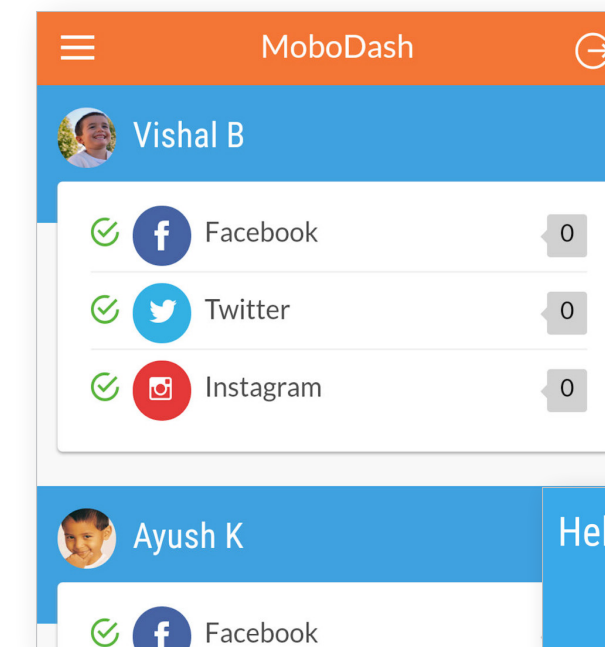 MoboDash
Vishal B
Facebook 0
Twitter 0
Instagram 0
Ayush K
Facebook